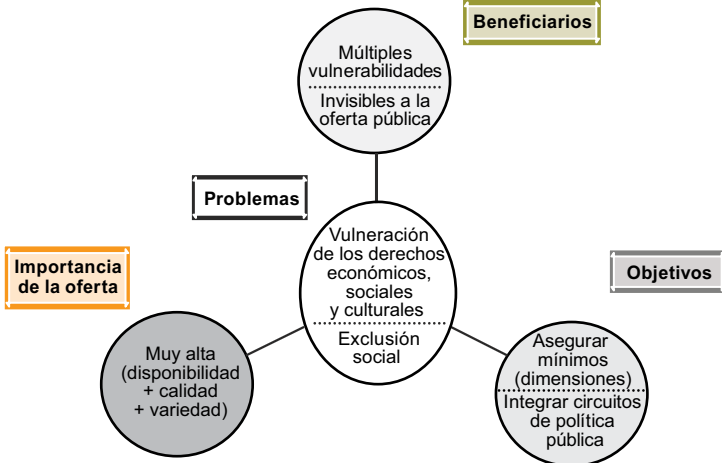 Beneficiarios
Múltiples
vulnerabilidades
Invisibles a la
oferta pública
Problemas
Vulneración
de los derechos
económicos,
sociales
y culturales
Exclusión
social
Importancia
de la oferta
Objetivos
Muy alta
(disponibilidad
+ calidad
+ variedad)
Asegurar
mínimos
(dimensiones)
Integrar circuitos
de política
pública